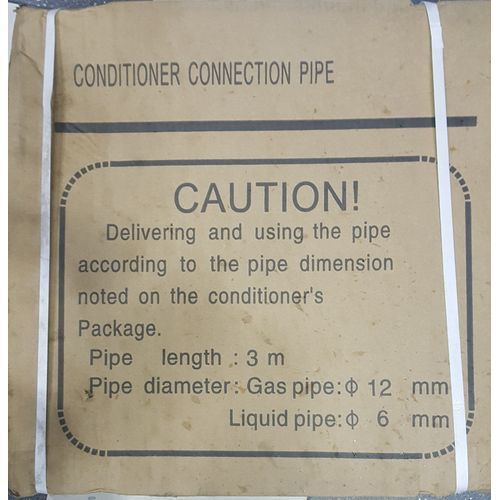 CONDITIONER CONNECTION PIPE
CAUTION!
Delivering and using the pipe
according to the pipe dimension
noted on the conditioner's
Package.
Pipe length : 3 m
Pipe diameter: Gas pipe: Φ 12 mm
Liquid pipe: Φ 6 mm